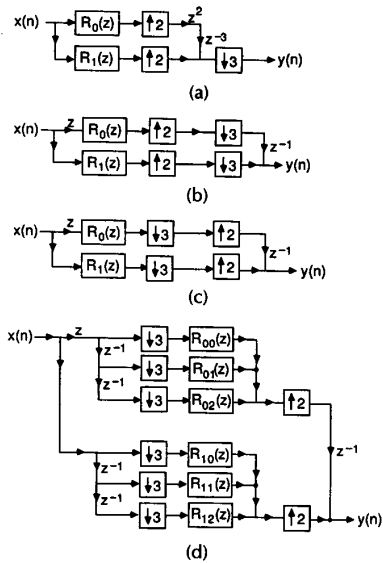 x(n) R₀(z) ↑2 z²
z⁻³
R₁(z) ↑2 ↓3 y(n)
(a)
x(n) z R₀(z) ↑2 ↓3
z⁻¹
R₁(z) ↑2 ↓3 y(n)
(b)
x(n) z R₀(z) ↓3 ↑2
z⁻¹
R₁(z) ↓3 ↑2 y(n)
(c)
x(n) z ↓3 R₀₀(z)
z⁻¹
↓3 R₀₁(z)
z⁻¹
↓3 R₀₂(z) ↑2
z⁻¹
↓3 R₁₀(z)
z⁻¹
↓3 R₁₁(z)
z⁻¹
↓3 R₁₂(z) ↑2 y(n)
(d)